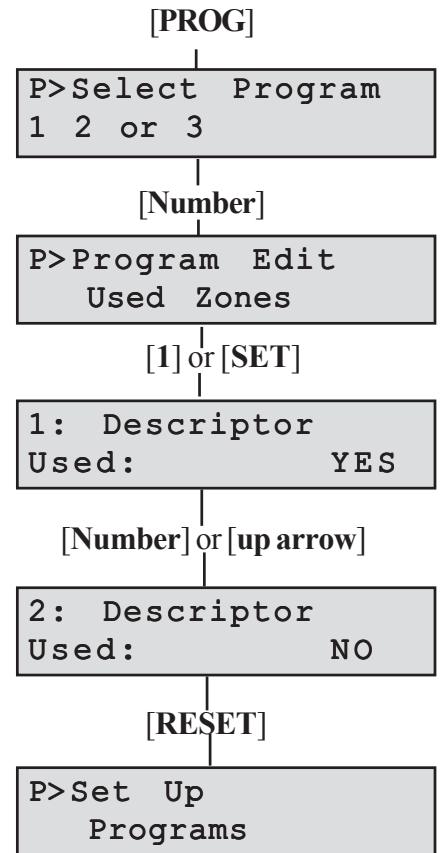 [PROG]
P>Select Program
1 2 or 3
[Number]
P>Program Edit
Used Zones
[1] or [SET]
1: Descriptor
Used: YES
[Number] or [up arrow]
2: Descriptor
Used: NO
[RESET]
P>Set Up
Programs